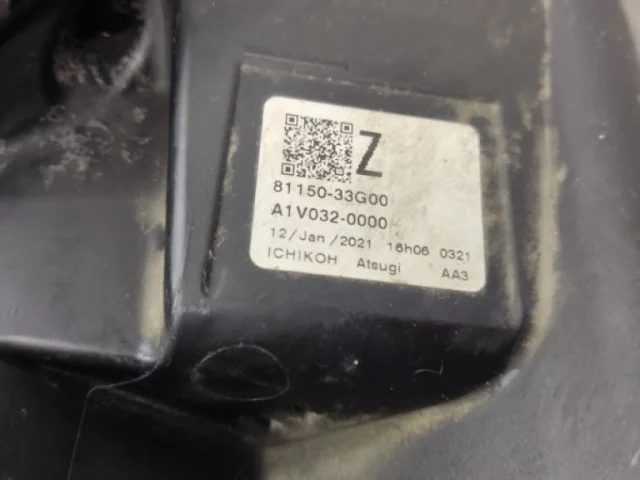 Z
81150-33G00
A1V032-0000
12/Jan/2021 16h06 0321
ICHIKOH Atsugi AA3